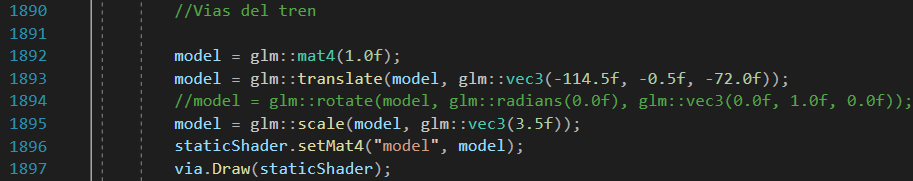 1890 //Vias del tren
1891
1892 model = glm::mat4(1.0f);
1893 model = glm::translate(model, glm::vec3(-114.5f, -0.5f, -72.0f));
1894 //model = glm::rotate(model, glm::radians(0.0f), glm::vec3(0.0f, 1.0f, 0.0f));
1895 model = glm::scale(model, glm::vec3(3.5f));
1896 staticShader.setMat4("model", model);
1897 via.Draw(staticShader);